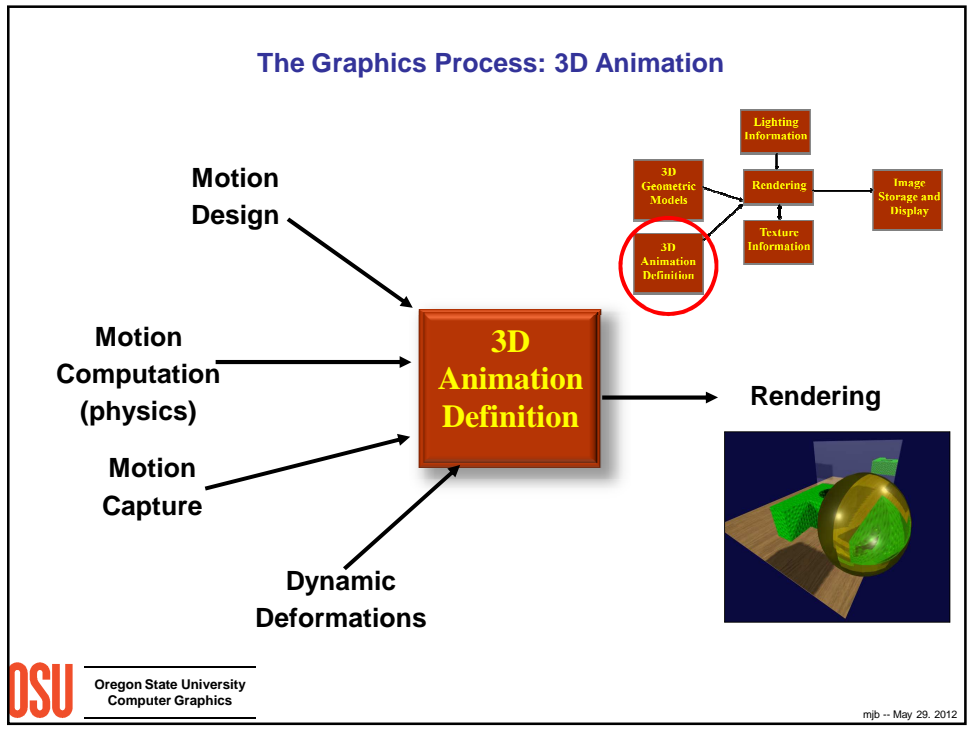 The Graphics Process: 3D Animation
Lighting
Information
3D
Geometric
Models
Rendering
Image
Storage and
Display
Texture
Information
3D
Animation
Definition
Motion
Design
Motion
Computation
(physics)
Motion
Capture
Dynamic
Deformations
3D
Animation
Definition
Rendering
OSU
Oregon State University
Computer Graphics
mjb -- May 29. 2012